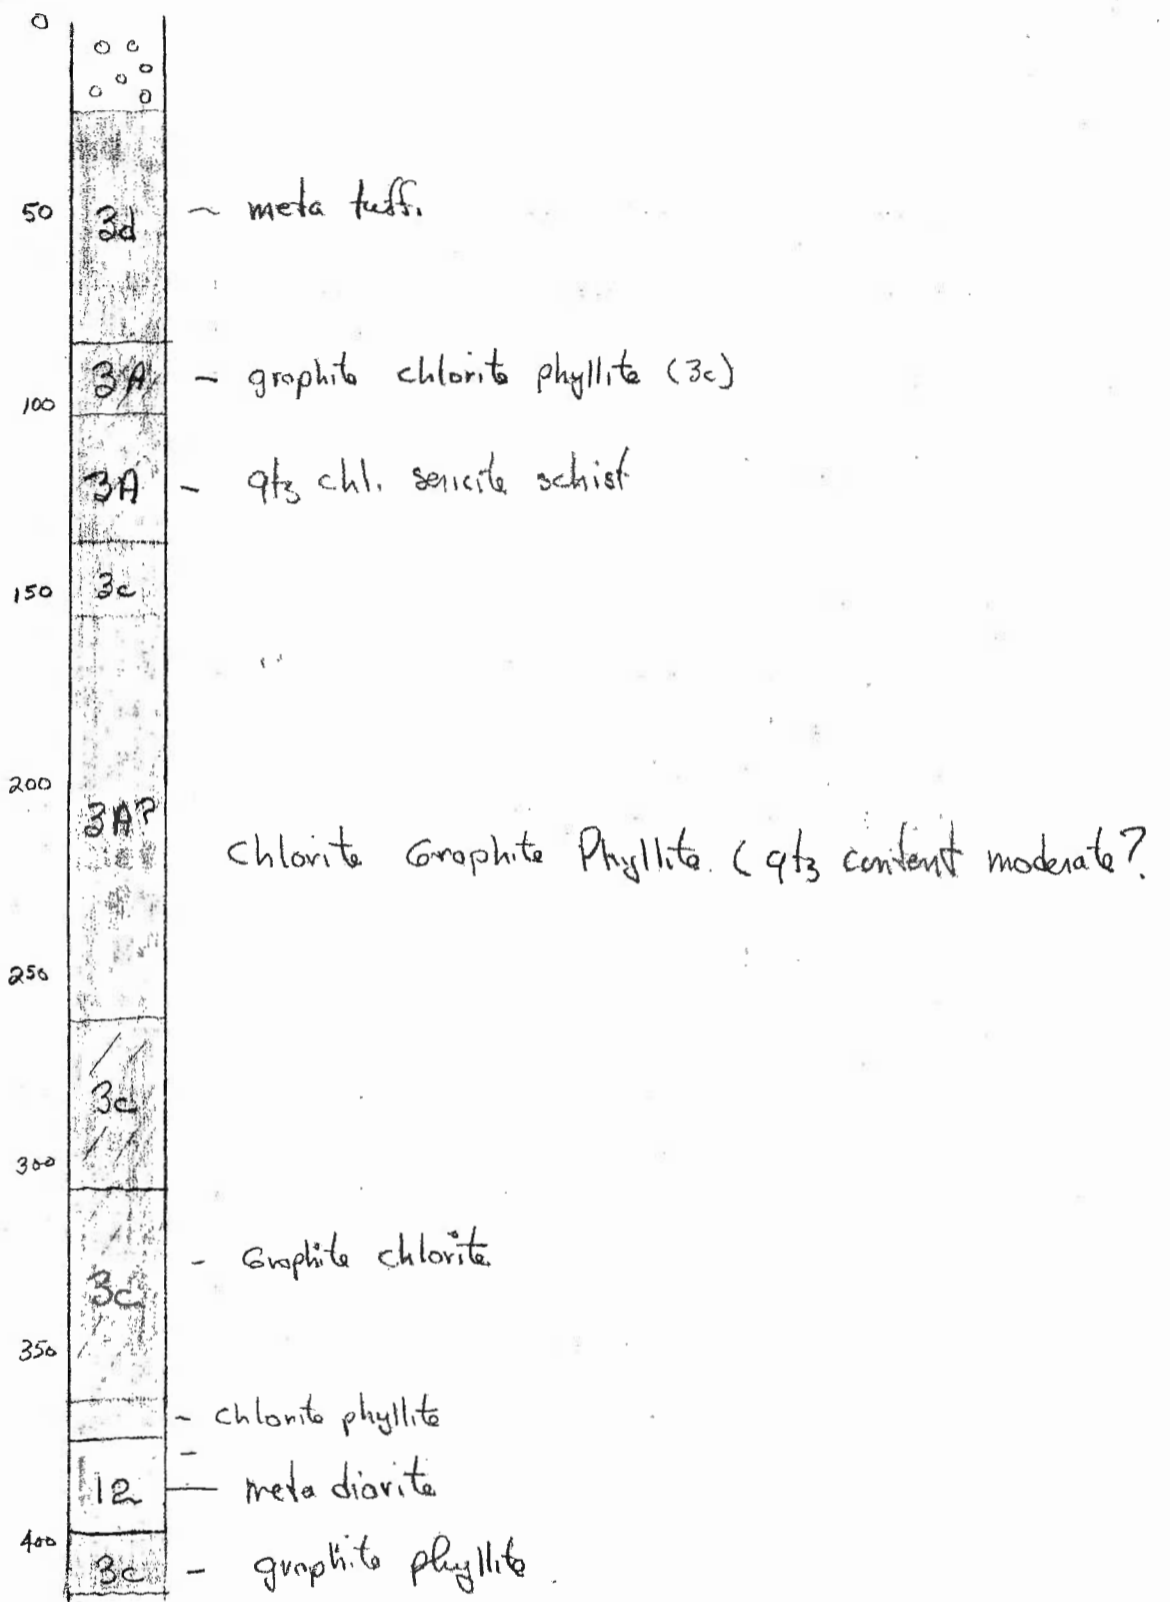 0
50 3d ~ meta tuff.
3A - graphite chlorite phyllite (3c)
100
3A - qtz chl. sericite schist
150 3c
200
3A?
Chlorite Graphite Phyllite. (qtz content moderate?
250
3c
300
- Graphite chlorite
3c
350
- chlorite phyllite
-
12 — meta diorite
400
3c - graphite phyllite